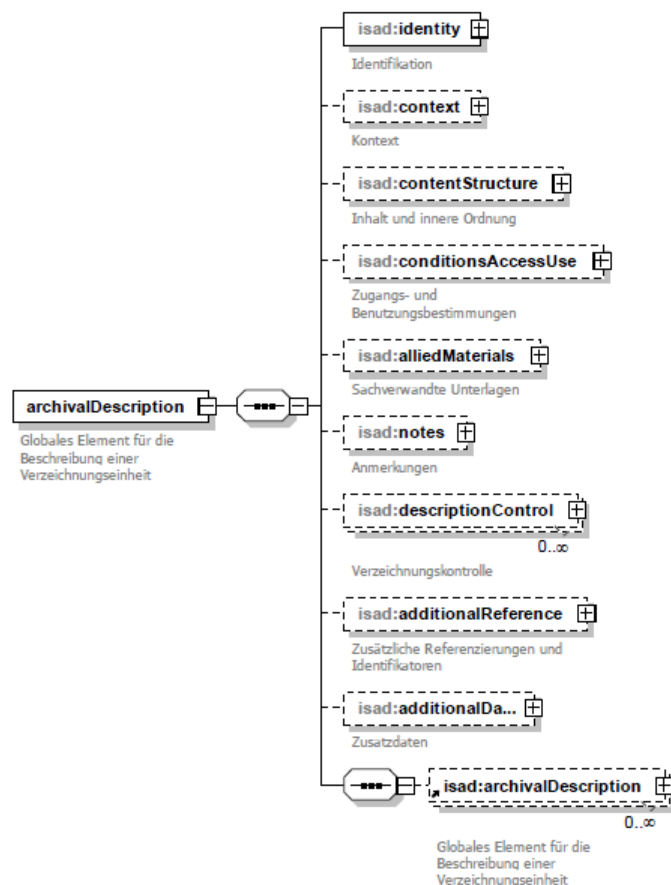 isad:identity
Identifikation
isad:context
Kontext
isad:contentStructure
Inhalt und innere Ordnung
isad:conditionsAccessUse
Zugangs- und
Benutzungsbestimmungen
isad:alliedMaterials
Sachverwandte Unterlagen
archivalDescription
Globales Element für die
Beschreibung einer
Verzeichnungseinheit
isad:notes
Anmerkungen
isad:descriptionControl
0..∞
Verzeichnungskontrolle
isad:additionalReference
Zusätzliche Referenzierungen und
Identifikatoren
isad:additionalDa...
Zusatzdaten
isad:archivalDescription
0..∞
Globales Element für die
Beschreibung einer
Verzeichnungseinheit